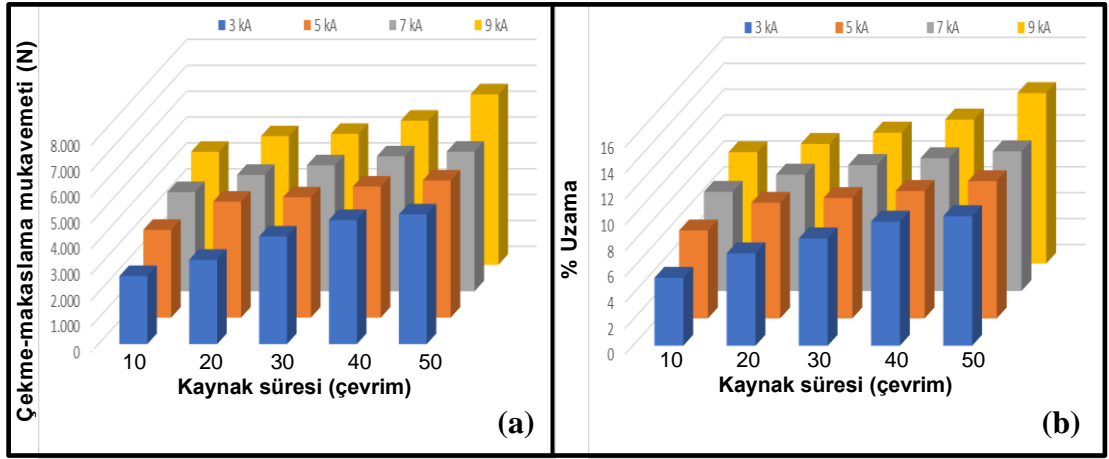 3 kA 5 kA 7 kA 9 kA
Çekme-makaslama mukavemeti (N)
8.000
7.000
6.000
5.000
4.000
3.000
2.000
1.000
0
10 20 30 40 50
Kaynak süresi (çevrim)
(a)
3 kA 5 kA 7 kA 9 kA
% Uzama
16
14
12
10
8
6
4
2
0
10 20 30 40 50
Kaynak süresi (çevrim)
(b)